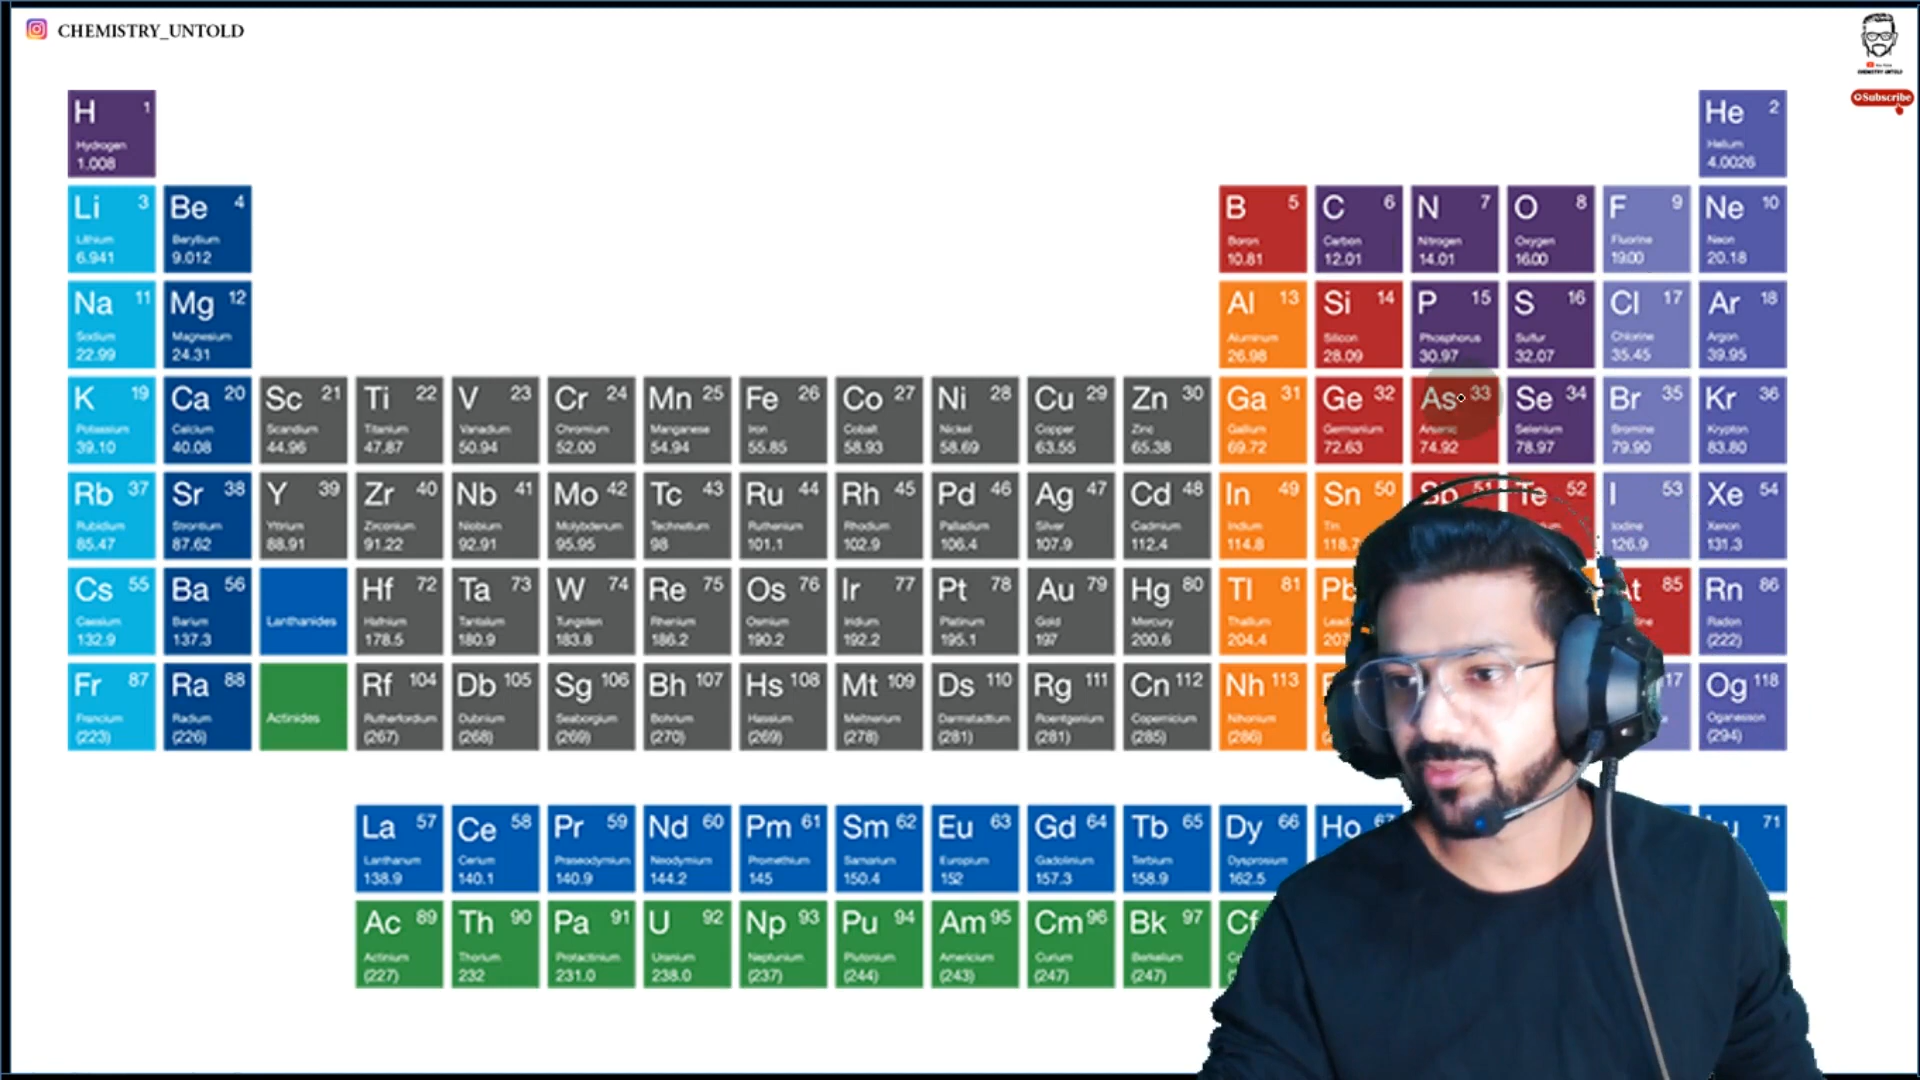 CHEMISTRY_UNTOLD
Subscribe
H 1
Hydrogen
1.008
He 2
Helium
4.0026
Li 3
Lithium
6.941
Be 4
Beryllium
9.012
B 5
Boron
10.81
C 6
Carbon
12.01
N 7
Nitrogen
14.01
O 8
Oxygen
16.00
F 9
Fluorine
19.00
Ne 10
Neon
20.18
Na 11
Sodium
22.99
Mg 12
Magnesium
24.31
Al 13
Aluminum
26.98
Si 14
Silicon
28.09
P 15
Phosphorus
30.97
S 16
Sulfur
32.07
Cl 17
Chlorine
35.45
Ar 18
Argon
39.95
K 19
Potassium
39.10
Ca 20
Calcium
40.08
Sc 21
Scandium
44.96
Ti 22
Titanium
47.87
V 23
Vanadium
50.94
Cr 24
Chromium
52.00
Mn 25
Manganese
54.94
Fe 26
Iron
55.85
Co 27
Cobalt
58.93
Ni 28
Nickel
58.69
Cu 29
Copper
63.55
Zn 30
Zinc
65.38
Ga 31
Gallium
69.72
Ge 32
Germanium
72.63
As 33
Arsenic
74.92
Se 34
Selenium
78.97
Br 35
Bromine
79.90
Kr 36
Krypton
83.80
Rb 37
Rubidium
85.47
Sr 38
Strontium
87.62
Y 39
Yttrium
88.91
Zr 40
Zirconium
91.22
Nb 41
Niobium
92.91
Mo 42
Molybdenum
95.95
Tc 43
Technetium
98
Ru 44
Ruthenium
101.1
Rh 45
Rhodium
102.9
Pd 46
Palladium
106.4
Ag 47
Silver
107.9
Cd 48
Cadmium
112.4
In 49
Indium
114.8
Sn 50
Tin
118.7
Sb 51
Te 52
I 53
Iodine
126.9
Xe 54
Xenon
131.3
Cs 55
Caesium
132.9
Ba 56
Barium
137.3
Lanthanides
Hf 72
Hafnium
178.5
Ta 73
Tantalum
180.9
W 74
Tungsten
183.8
Re 75
Rhenium
186.2
Os 76
Osmium
190.2
Ir 77
Iridium
192.2
Pt 78
Platinum
195.1
Au 79
Gold
197
Hg 80
Mercury
200.6
Tl 81
Thallium
204.4
Pb
Lead
207
At 85
Rn 86
Radon
(222)
Fr 87
Francium
(223)
Ra 88
Radium
(226)
Actinides
Rf 104
Rutherfordium
(267)
Db 105
Dubnium
(268)
Sg 106
Seaborgium
(269)
Bh 107
Bohrium
(270)
Hs 108
Hassium
(269)
Mt 109
Meitnerium
(278)
Ds 110
Darmstadtium
(281)
Rg 111
Roentgenium
(281)
Cn 112
Copernicium
(285)
Nh 113
Nihonium
(286)
Og 118
Oganesson
(294)
La 57
Lanthanum
138.9
Ce 58
Cerium
140.1
Pr 59
Praseodymium
140.9
Nd 60
Neodymium
144.2
Pm 61
Promethium
145
Sm 62
Samarium
150.4
Eu 63
Europium
152
Gd 64
Gadolinium
157.3
Tb 65
Terbium
158.9
Dy 66
Dysprosium
162.5
Ho 67
71
Ac 89
Actinium
(227)
Th 90
Thorium
232
Pa 91
Protactinium
231.0
U 92
Uranium
238.0
Np 93
Neptunium
(237)
Pu 94
Plutonium
(244)
Am 95
Americium
(243)
Cm 96
Curium
(247)
Bk 97
Berkelium
(247)
Cf